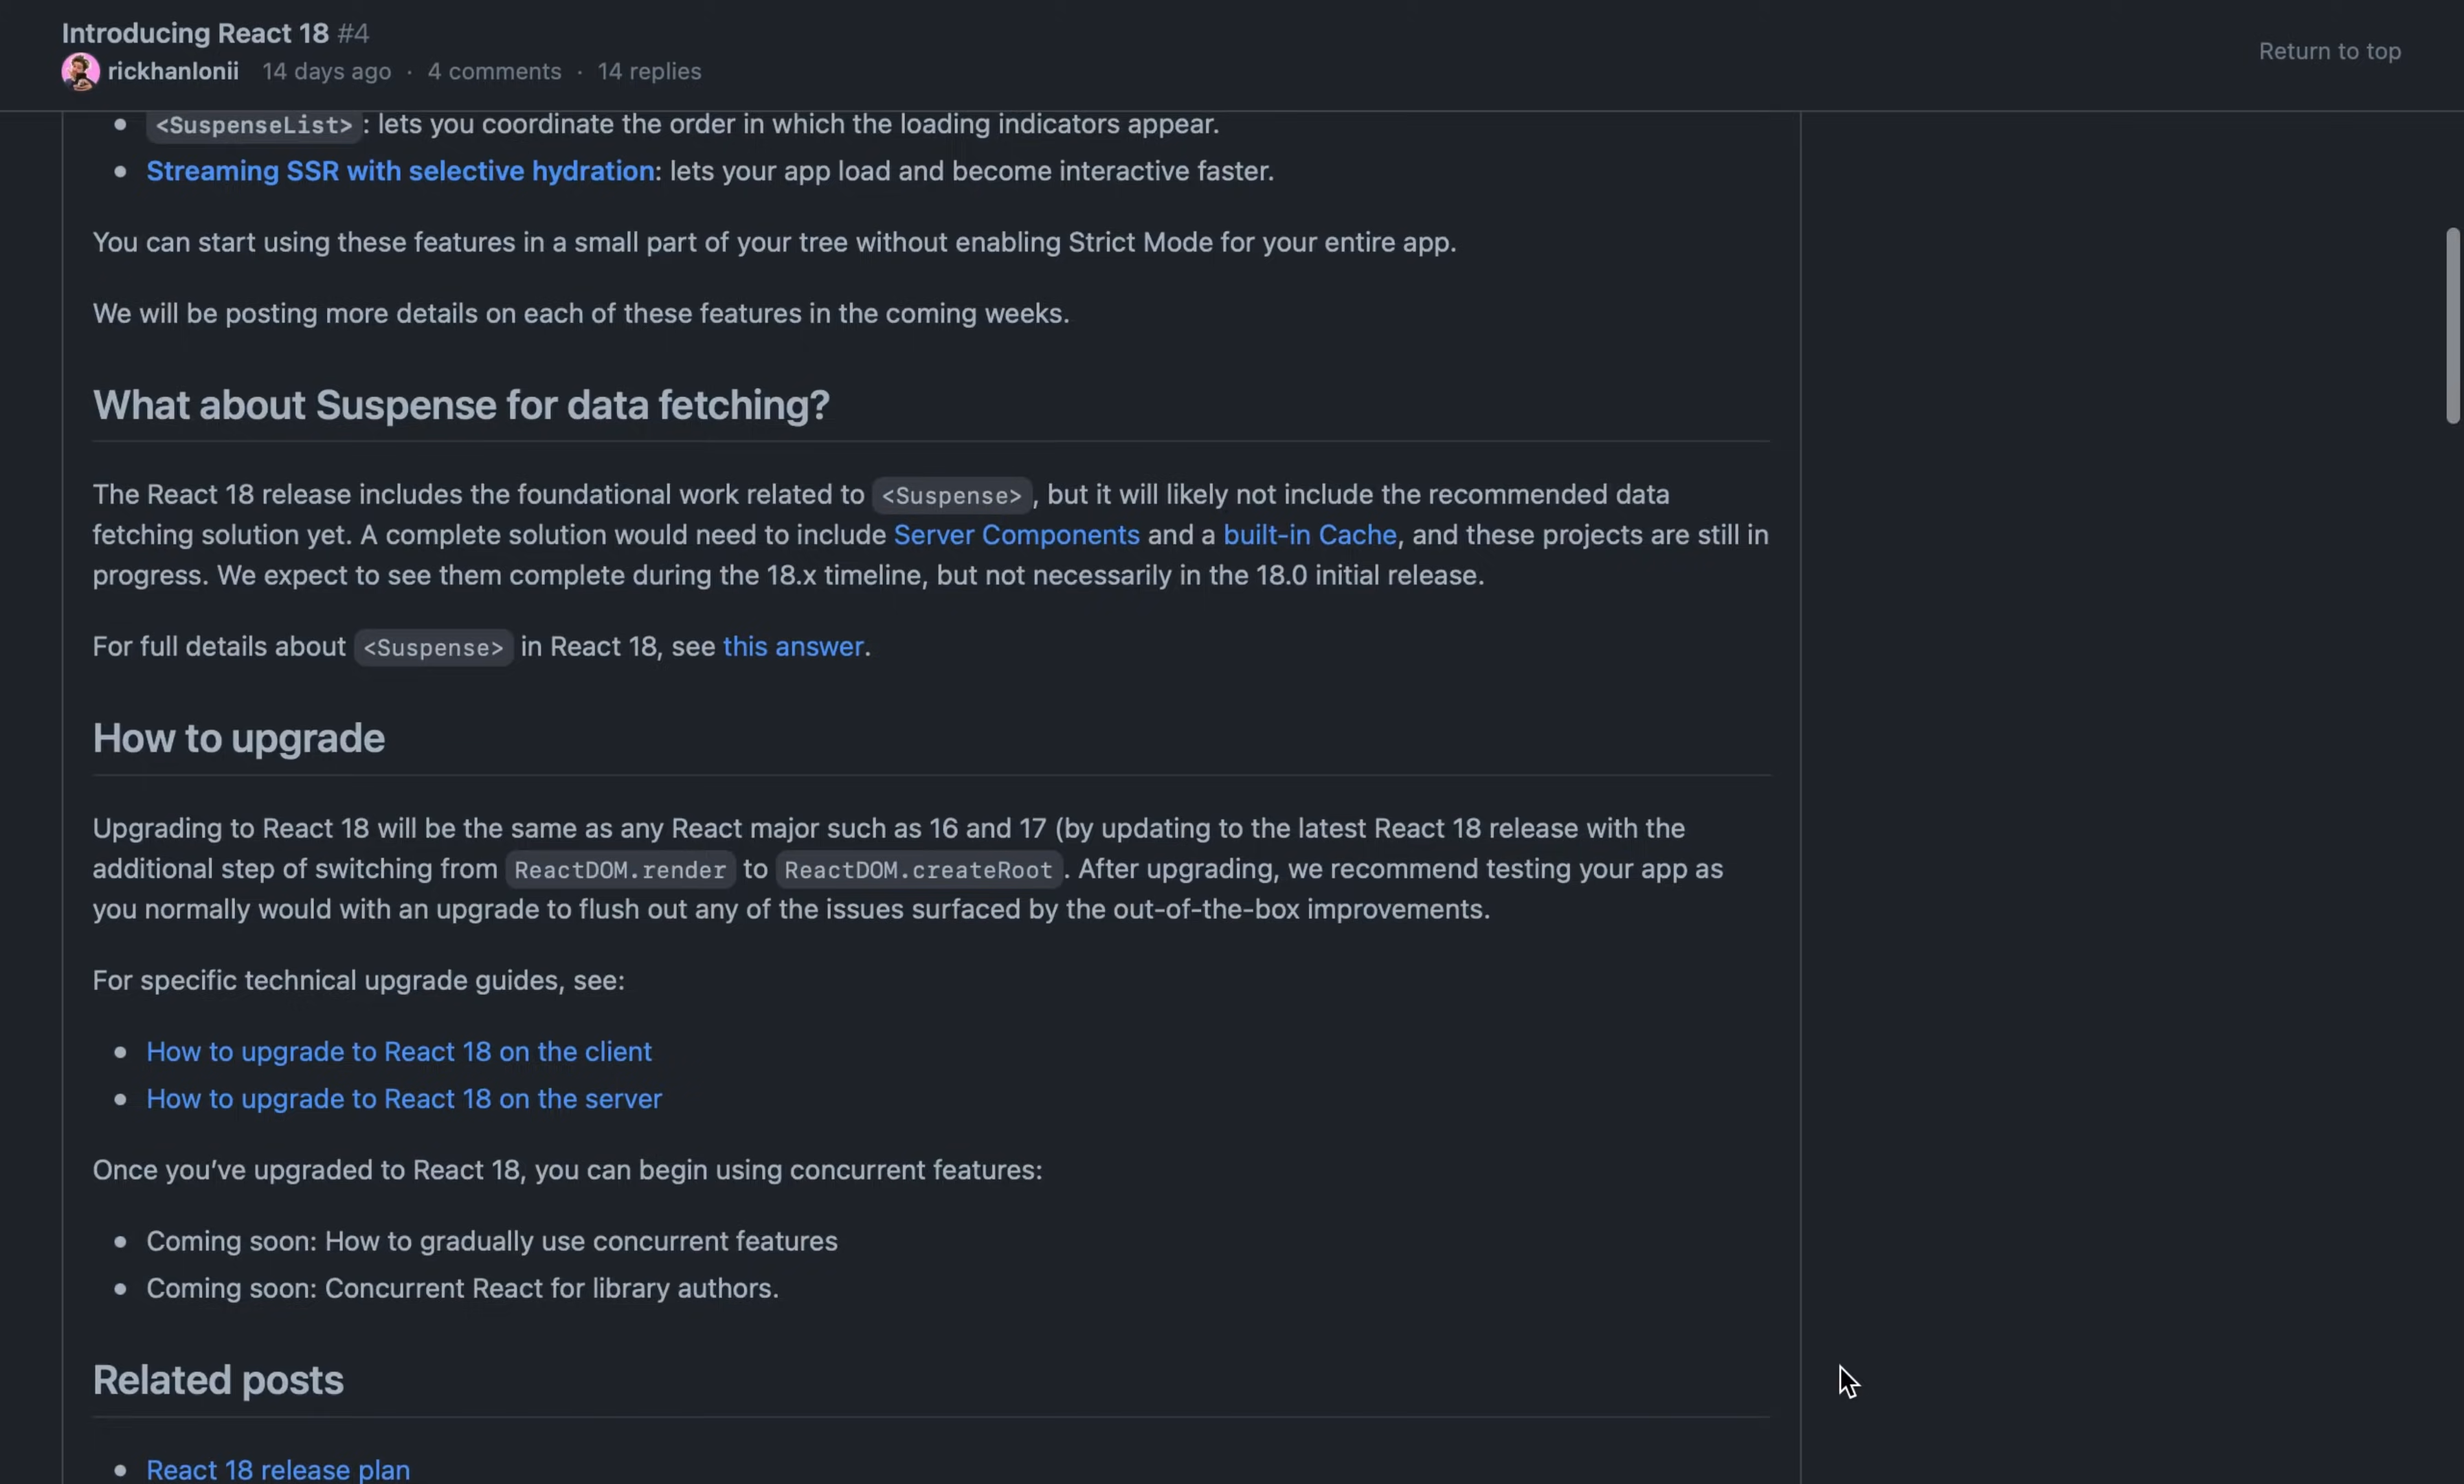 Introducing React 18 #4
rickhanlonii 14 days ago · 4 comments · 14 replies
Return to top
• <SuspenseList>: lets you coordinate the order in which the loading indicators appear.
• Streaming SSR with selective hydration: lets your app load and become interactive faster.
You can start using these features in a small part of your tree without enabling Strict Mode for your entire app.
We will be posting more details on each of these features in the coming weeks.
What about Suspense for data fetching?
The React 18 release includes the foundational work related to <Suspense>, but it will likely not include the recommended data
fetching solution yet. A complete solution would need to include Server Components and a built-in Cache, and these projects are still in
progress. We expect to see them complete during the 18.x timeline, but not necessarily in the 18.0 initial release.
For full details about <Suspense> in React 18, see this answer.
How to upgrade
Upgrading to React 18 will be the same as any React major such as 16 and 17 (by updating to the latest React 18 release with the
additional step of switching from ReactDOM.render to ReactDOM.createRoot. After upgrading, we recommend testing your app as
you normally would with an upgrade to flush out any of the issues surfaced by the out-of-the-box improvements.
For specific technical upgrade guides, see:
• How to upgrade to React 18 on the client
• How to upgrade to React 18 on the server
Once you've upgraded to React 18, you can begin using concurrent features:
• Coming soon: How to gradually use concurrent features
• Coming soon: Concurrent React for library authors.
Related posts
• React 18 release plan